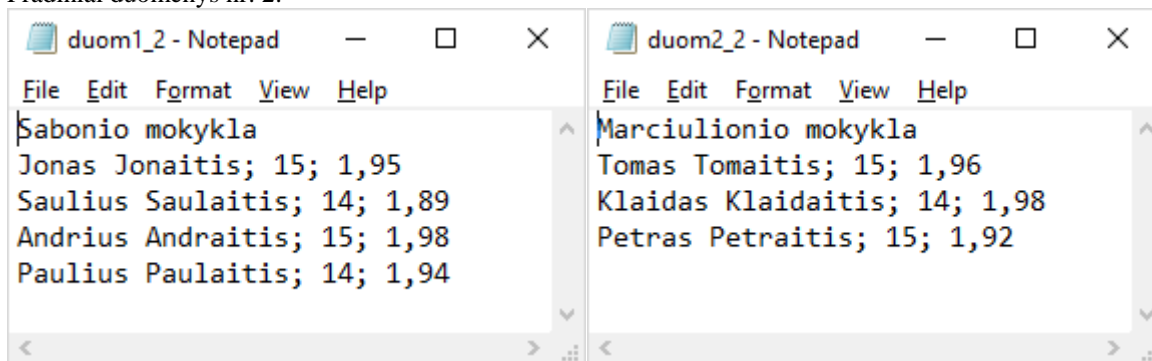 Pradiniai duomenys nr. 2:
duom1_2 - Notepad
File Edit Format View Help
Sabonio mokykla
Jonas Jonaitis; 15; 1,95
Saulius Saulaitis; 14; 1,89
Andrius Andraitis; 15; 1,98
Paulius Paulaitis; 14; 1,94
duom2_2 - Notepad
File Edit Format View Help
Marciulionio mokykla
Tomas Tomaitis; 15; 1,96
Klaidas Klaidaitis; 14; 1,98
Petras Petraitis; 15; 1,92